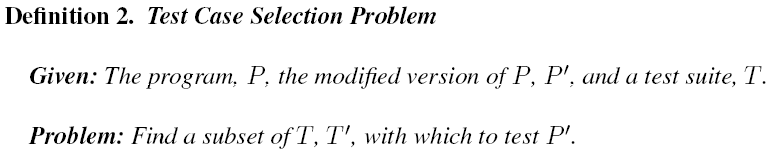 Definition 2. Test Case Selection Problem
Given: The program, P, the modified version of P, P′, and a test suite, T.
Problem: Find a subset of T, T′, with which to test P′.